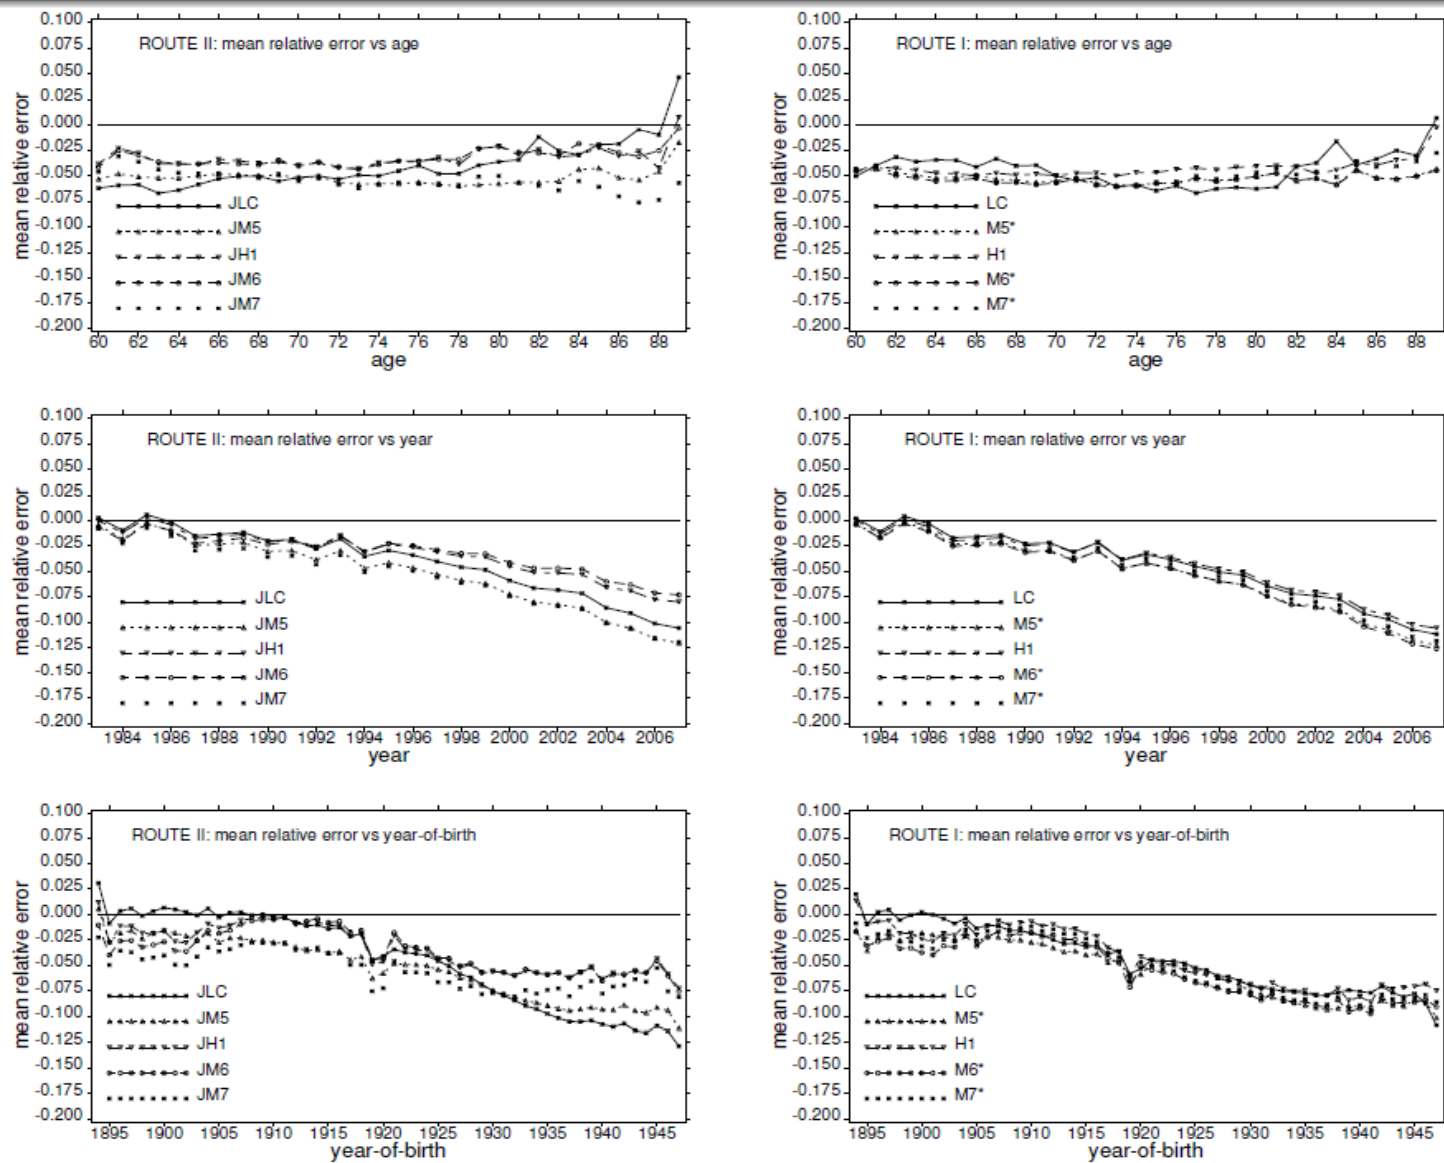 ROUTE II: mean relative error vs age
mean relative error
0.100
0.075
0.050
0.025
0.000
-0.025
-0.050
-0.075
-0.100
-0.125
-0.150
-0.175
-0.200
JLC
JM5
JH1
JM6
JM7
60 62 64 66 68 70 72 74 76 78 80 82 84 86 88
age
ROUTE I: mean relative error vs age
mean relative error
0.100
0.075
0.050
0.025
0.000
-0.025
-0.050
-0.075
-0.100
-0.125
-0.150
-0.175
-0.200
LC
M5*
H1
M6*
M7*
60 62 64 66 68 70 72 74 76 78 80 82 84 86 88
age
ROUTE II: mean relative error vs year
mean relative error
0.100
0.075
0.050
0.025
0.000
-0.025
-0.050
-0.075
-0.100
-0.125
-0.150
-0.175
-0.200
JLC
JM5
JH1
JM6
JM7
1984 1986 1988 1990 1992 1994 1996 1998 2000 2002 2004 2006
year
ROUTE I: mean relative error vs year
mean relative error
0.100
0.075
0.050
0.025
0.000
-0.025
-0.050
-0.075
-0.100
-0.125
-0.150
-0.175
-0.200
LC
M5*
H1
M6*
M7*
1984 1986 1988 1990 1992 1994 1996 1998 2000 2002 2004 2006
year
ROUTE II: mean relative error vs year-of-birth
mean relative error
0.100
0.075
0.050
0.025
0.000
-0.025
-0.050
-0.075
-0.100
-0.125
-0.150
-0.175
-0.200
JLC
JM5
JH1
JM6
JM7
1895 1900 1905 1910 1915 1920 1925 1930 1935 1940 1945
year-of-birth
ROUTE I: mean relative error vs year-of-birth
mean relative error
0.100
0.075
0.050
0.025
0.000
-0.025
-0.050
-0.075
-0.100
-0.125
-0.150
-0.175
-0.200
LC
M5*
H1
M6*
M7*
1895 1900 1905 1910 1915 1920 1925 1930 1935 1940 1945
year-of-birth